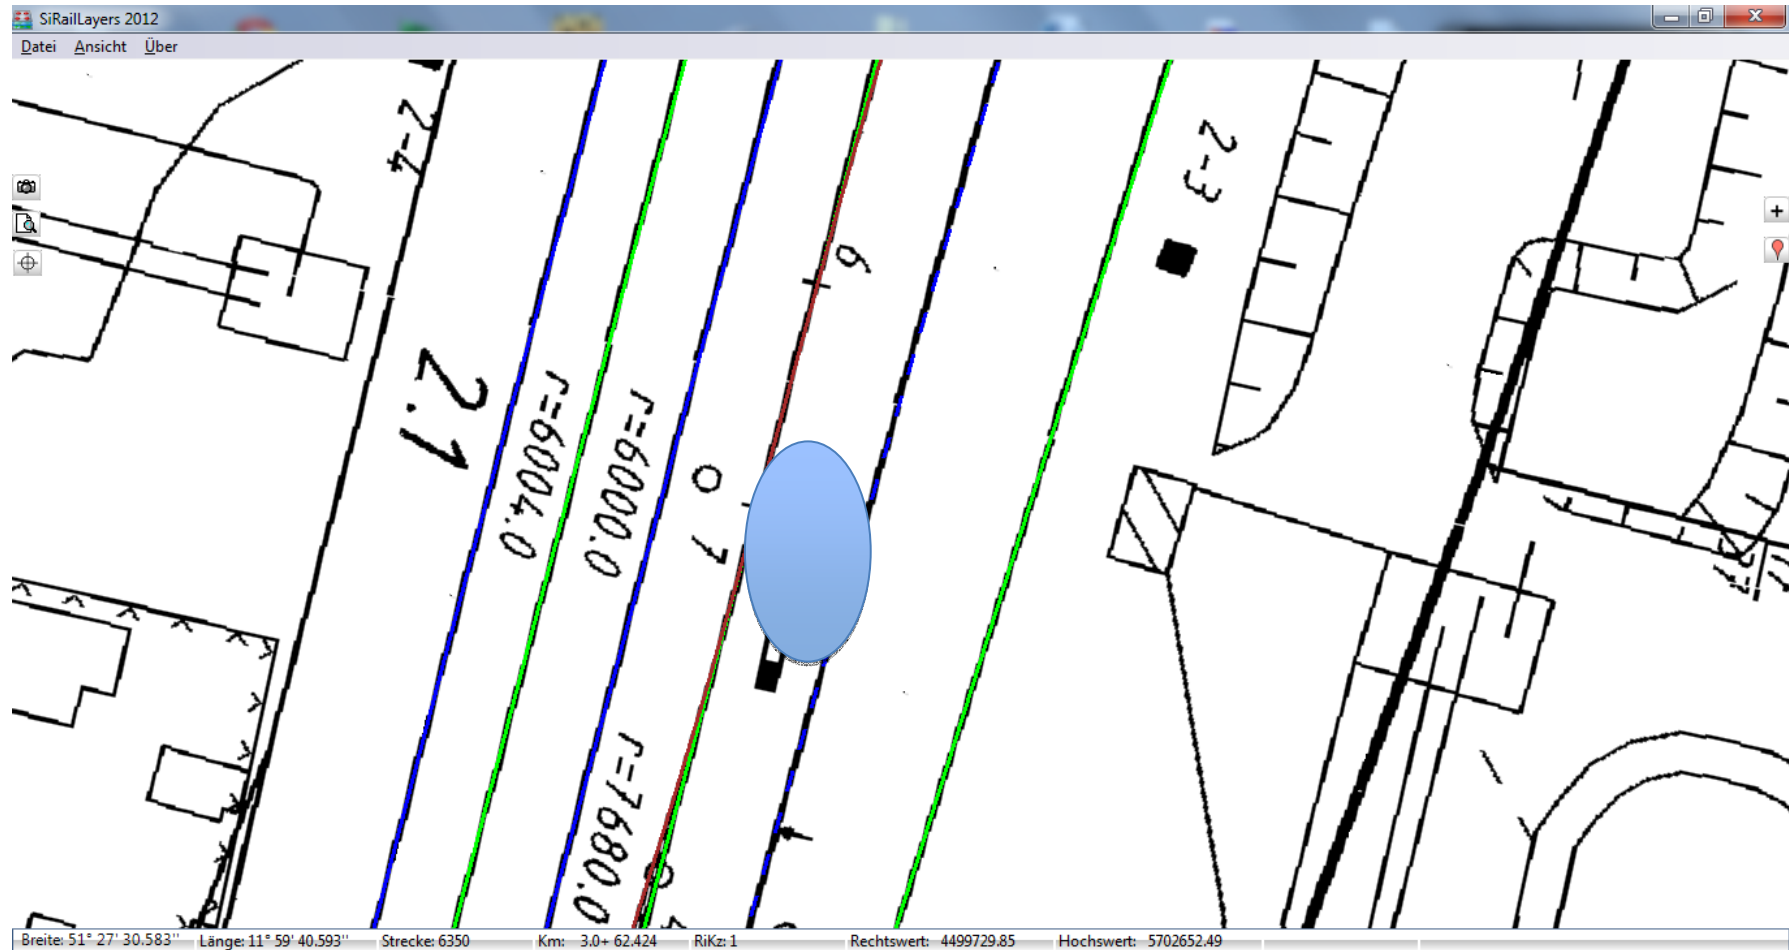 SiRailLayers 2012
Datei Ansicht Über
2-4
2-3
6
2.1
r=6004.0
r=6000.0
0
7
r=7680.0
Breite: 51° 27' 30.583'' Länge: 11° 59' 40.593'' Strecke: 6350 Km: 3.0+ 62.424 RiKz: 1 Rechtswert: 4499729.85 Hochswert: 5702652.49